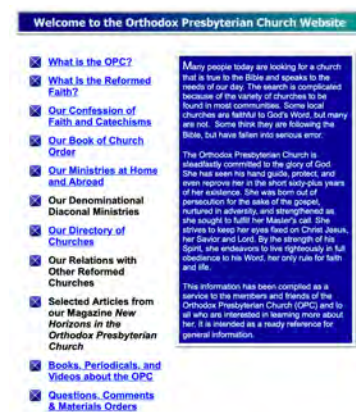 Welcome to the Orthodox Presbyterian Church Website
What is the OPC?
What Is the Reformed
Faith?
Our Confession of
Faith and Catechisms
Our Book of Church
Order
Our Ministries at Home
and Abroad
Our Denominational
Diaconal Ministries
Our Directory of
Churches
Our Relations with
Other Reformed
Churches
Selected Articles from
our Magazine New
Horizons in the
Orthodox Presbyterian
Church
Books, Periodicals, and
Videos about the OPC
Questions, Comments
& Materials Orders
Many people today are looking for a church
that is true to the Bible and speaks to the
needs of our day. The search is complicated
because of the variety of churches to be
found in most communities. Some local
churches are faithful to God's Word, but many
are not. Some think they are following the
Bible, but have fallen into serious error.
The Orthodox Presbyterian Church is
steadfastly committed to the glory of God.
She has seen his hand guide, protect, and
even reprove her in the short sixty-plus years
of her existence. She was born out of
persecution for the sake of the gospel,
nurtured in adversity, and strengthened as
she sought to fulfill her Master's call. She
strives to keep her eyes fixed on Christ Jesus,
her Savior and Lord. By the strength of his
Spirit, she endeavors to live righteously in full
obedience to his Word, her only rule for faith
and life.
This information has been compiled as a
service to the members and friends of the
Orthodox Presbyterian Church (OPC) and to
all who are interested in learning more about
her. It is intended as a ready reference for
general information.